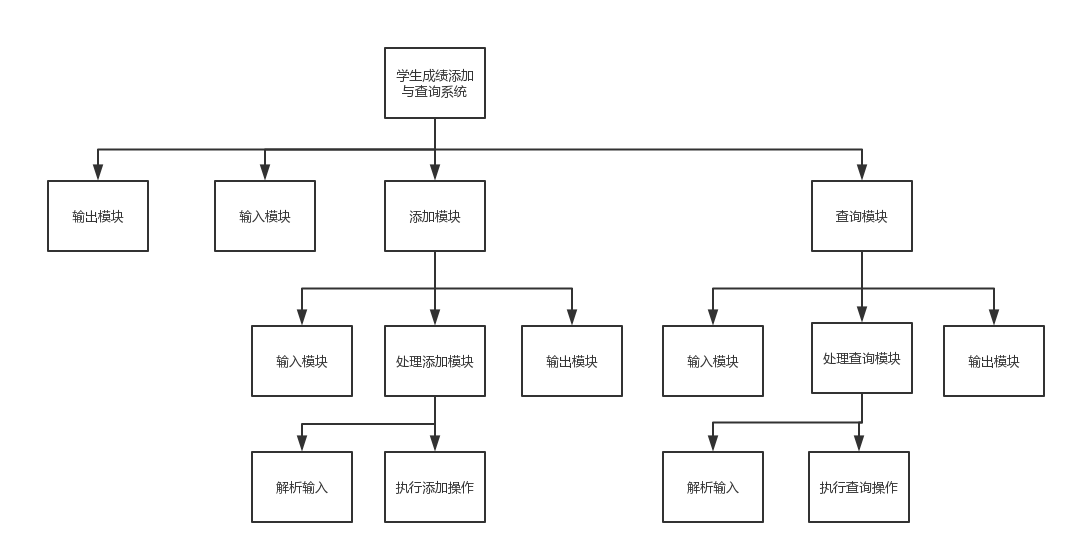 学生成绩添加
与查询系统
输出模块
输入模块
添加模块
查询模块
输入模块
处理添加模块
输出模块
输入模块
处理查询模块
输出模块
解析输入
执行添加操作
解析输入
执行查询操作